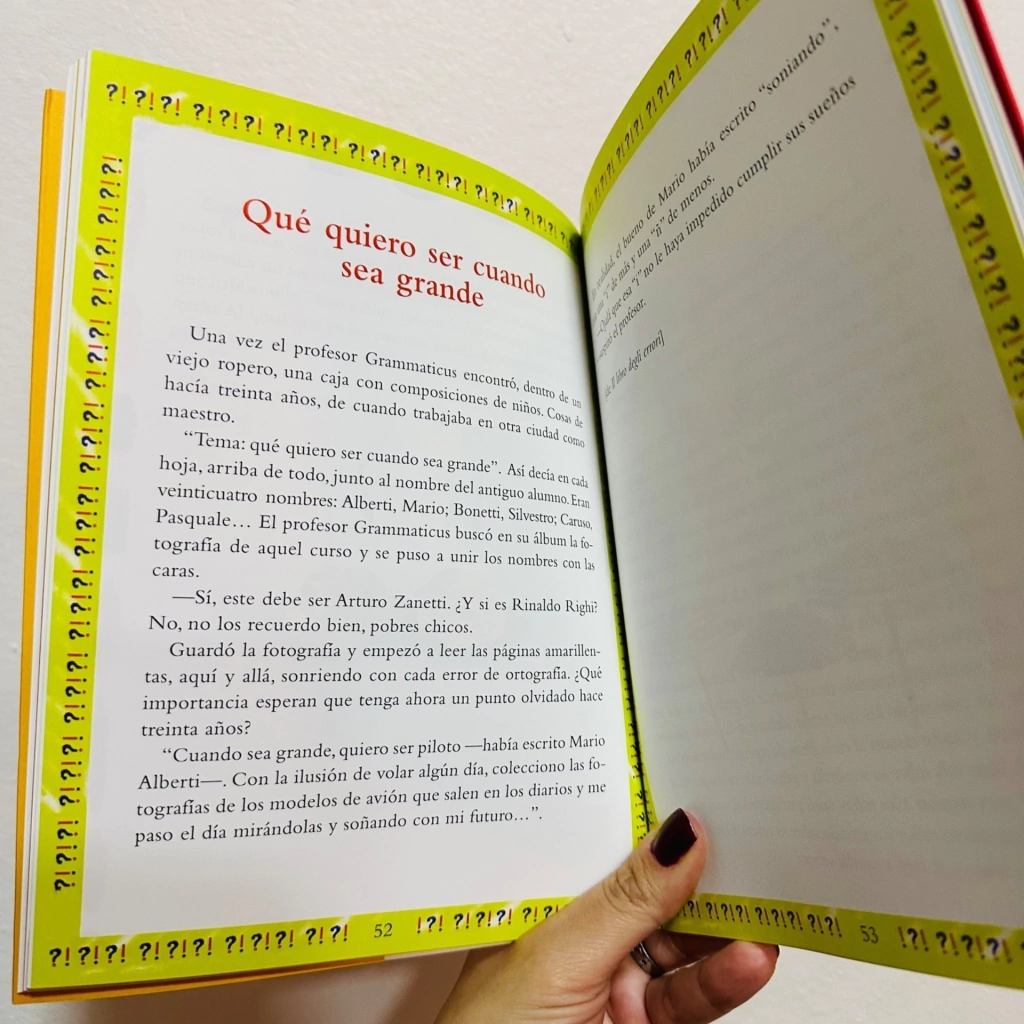 Qué quiero ser cuando
sea grande
Una vez el profesor Grammaticus encontró, dentro de un
viejo ropero, una caja con composiciones de niños. Cosas de
hacía treinta años, de cuando trabajaba en otra ciudad como
maestro.
“Tema: qué quiero ser cuando sea grande”. Así decía en cada
hoja, arriba de todo, junto al nombre del antiguo alumno. Eran
veinticuatro nombres: Alberti, Mario; Bonetti, Silvestro; Caruso,
Pasquale… El profesor Grammaticus buscó en su álbum la fo-
tografía de aquel curso y se puso a unir los nombres con las
caras.
—Sí, este debe ser Arturo Zanetti. ¿Y si es Rinaldo Righi?
No, no los recuerdo bien, pobres chicos.
Guardó la fotografía y empezó a leer las páginas amarillen-
tas, aquí y allá, sonriendo con cada error de ortografía. ¿Qué
importancia esperan que tenga ahora un punto olvidado hace
treinta años?
“Cuando sea grande, quiero ser piloto —había escrito Mario
Alberti—. Con la ilusión de volar algún día, colecciono las fo-
tografías de los modelos de avión que salen en los diarios y me
paso el día mirándolas y soñando con mi futuro…”.
52
realidad, el bueno de Mario había escrito “soniando”,
una “i” de más y una “ñ” de menos.
—Ojalá que esa “i” no le haya impedido cumplir sus sueños
el profesor.
Il libro degli errori]
53